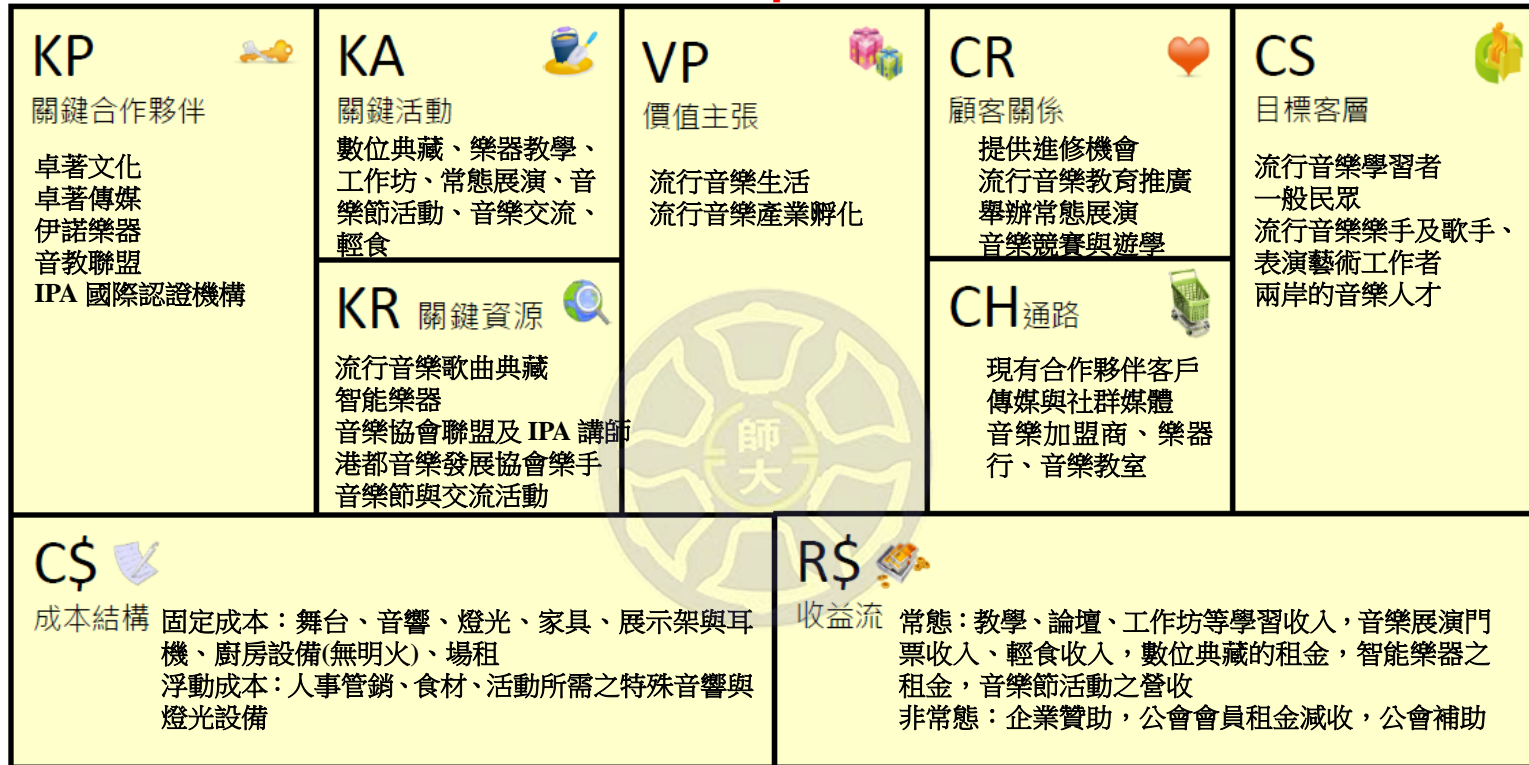 KP
關鍵合作夥伴
卓著文化
卓著傳媒
伊諾樂器
音教聯盟
IPA 國際認證機構
KA
關鍵活動
數位典藏、樂器教學、
工作坊、常態展演、音
樂節活動、音樂交流、
輕食
KR 關鍵資源
流行音樂歌曲典藏
智能樂器
音樂協會聯盟及 IPA 講師
港都音樂發展協會樂手
音樂節與交流活動
VP
價值主張
流行音樂生活
流行音樂產業孵化
師
大
CR
顧客關係
提供進修機會
流行音樂教育推廣
舉辦常態展演
音樂競賽與遊學
CH通路
現有合作夥伴客戶
傳媒與社群媒體
音樂加盟商、樂器
行、音樂教室
CS
目標客層
流行音樂學習者
一般民眾
流行音樂樂手及歌手、
表演藝術工作者
兩岸的音樂人才
C$
成本結構 固定成本：舞台、音響、燈光、家具、展示架與耳
機、廚房設備(無明火)、場租
浮動成本：人事管銷、食材、活動所需之特殊音響與
燈光設備
R$
收益流 常態：教學、論壇、工作坊等學習收入，音樂展演門
票收入、輕食收入，數位典藏的租金，智能樂器之
租金，音樂節活動之營收
非常態：企業贊助，公會會員租金減收，公會補助